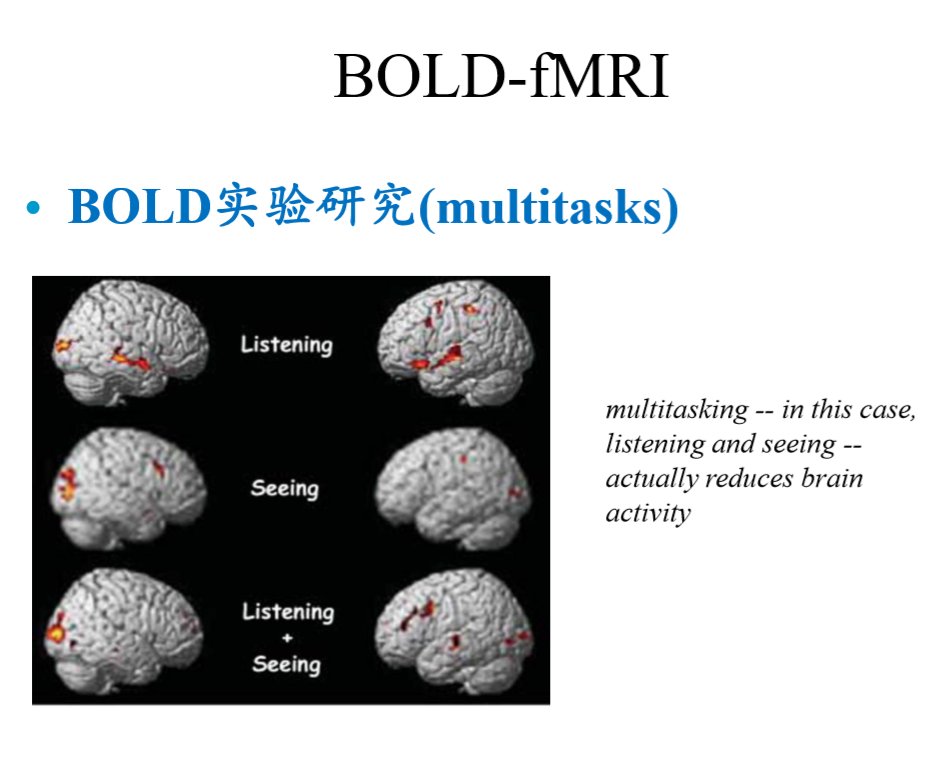 BOLD-fMRI
• BOLD实验研究(multitasks)
Listening
Seeing
Listening
+
Seeing
multitasking -- in this case,
listening and seeing --
actually reduces brain
activity